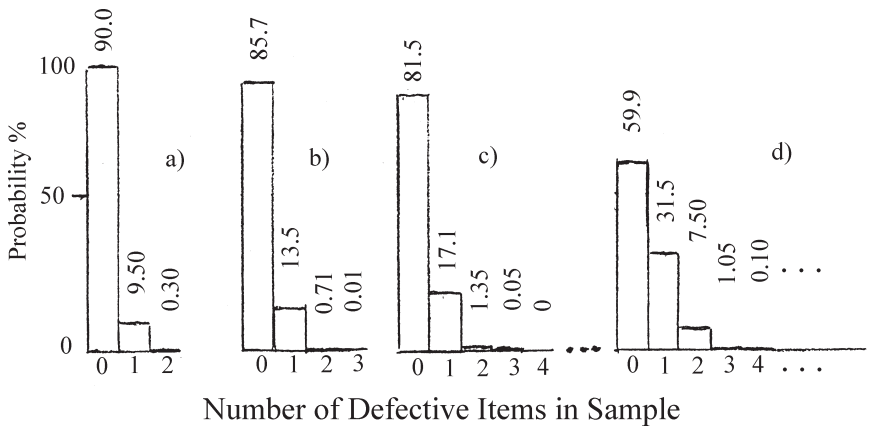 90.0 85.7 81.5 59.9
100
Probability %
a) b) c) d)
50
9.50 0.30 13.5 0.71 0.01 17.1 1.35 0.05 0 31.5 7.50 1.05 0.10 . . .
0
0 1 2 0 1 2 3 0 1 2 3 4 ... 0 1 2 3 4 . . .
Number of Defective Items in Sample